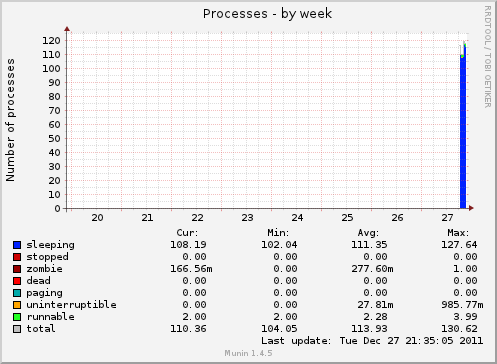 Processes - by week
RRDTOOL / TOBI OETIKER
Number of processes
120
110
100
90
80
70
60
50
40
30
20
10
0
20 21 22 23 24 25 26 27
Cur: Min: Avg: Max:
sleeping 108.19 102.04 111.35 127.64
stopped 0.00 0.00 0.00 0.00
zombie 166.56m 0.00 277.60m 1.00
dead 0.00 0.00 0.00 0.00
paging 0.00 0.00 0.00 0.00
uninterruptible 0.00 0.00 27.81m 985.77m
runnable 2.00 2.00 2.28 3.99
total 110.36 104.05 113.93 130.62
Last update: Tue Dec 27 21:35:05 2011
Munin 1.4.5